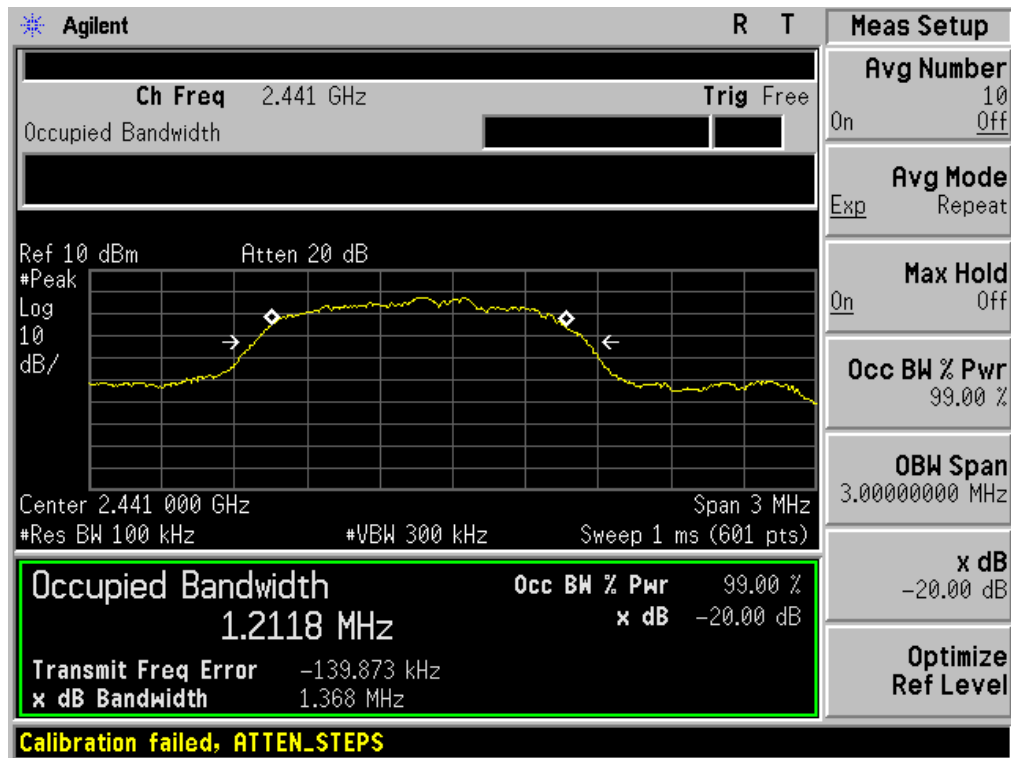 Agilent R T
Ch Freq 2.441 GHz Trig Free
Occupied Bandwidth
Ref 10 dBm Atten 20 dB
#Peak
Log
10
dB/
Center 2.441 000 GHz Span 3 MHz
#Res BW 100 kHz #VBW 300 kHz Sweep 1 ms (601 pts)
Occupied Bandwidth
1.2118 MHz
Occ BW % Pwr 99.00 %
x dB -20.00 dB
Transmit Freq Error -139.873 kHz
x dB Bandwidth 1.368 MHz
Calibration failed, ATTEN_STEPS
Meas Setup
Avg Number
10
On Off
Avg Mode
Exp Repeat
Max Hold
On Off
Occ BW % Pwr
99.00 %
OBW Span
3.00000000 MHz
x dB
-20.00 dB
Optimize
Ref Level